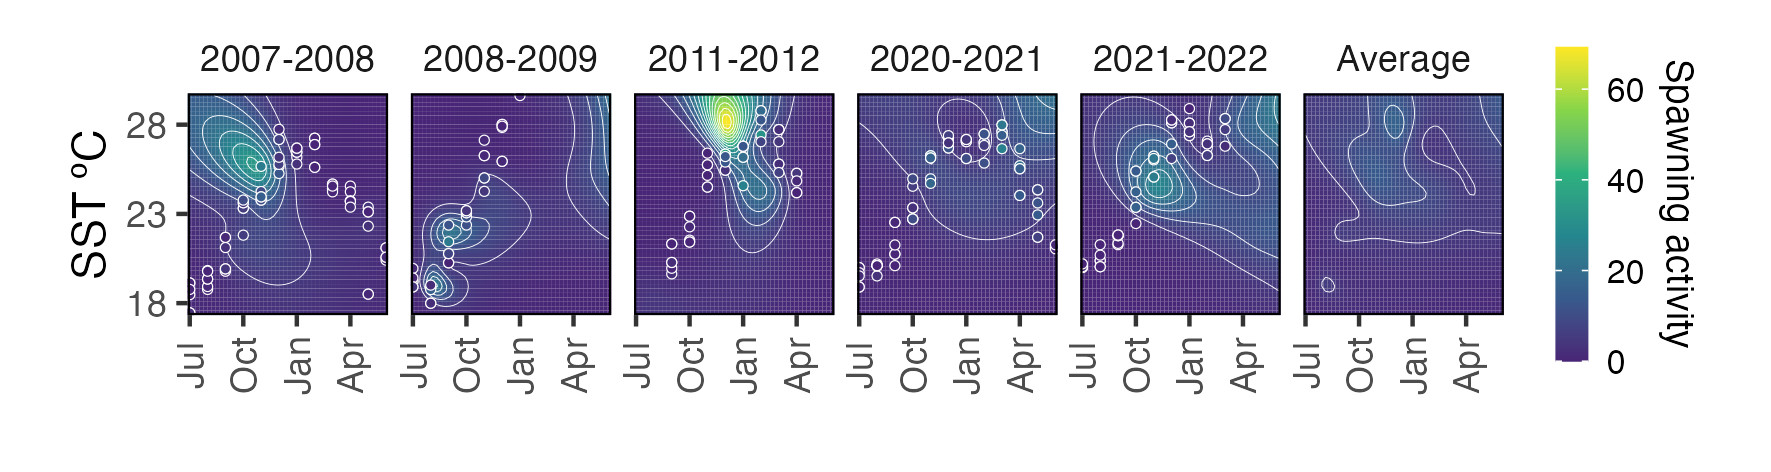 2007-2008
2008-2009
2011-2012
2020-2021
2021-2022
Average
SST ºC
28
23
18
Jul Oct Jan Apr
Jul Oct Jan Apr
Jul Oct Jan Apr
Jul Oct Jan Apr
Jul Oct Jan Apr
Jul Oct Jan Apr
60
40
20
0
Spawning activity